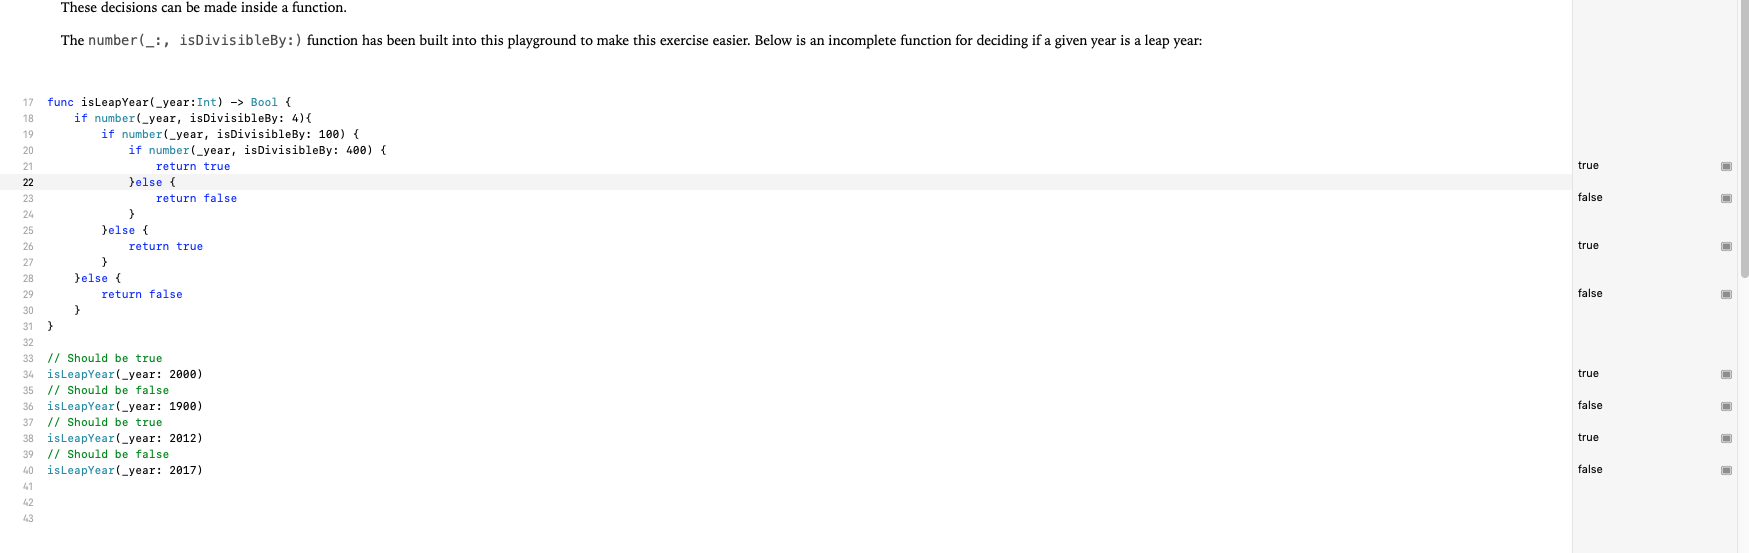 These decisions can be made inside a function.
The number(_:, isDivisibleBy:) function has been built into this playground to make this exercise easier. Below is an incomplete function for deciding if a given year is a leap year:
17 func isLeapYear(_year:Int) -> Bool {
18     if number(_year, isDivisibleBy: 4){
19         if number(_year, isDivisibleBy: 100) {
20             if number(_year, isDivisibleBy: 400) {
21                 return true true
22             }else {
23                 return false false
24             }
25         }else {
26             return true true
27         }
28     }else {
29         return false false
30     }
31 }
32
33 // Should be true
34 isLeapYear(_year: 2000) true
35 // Should be false
36 isLeapYear(_year: 1900) false
37 // Should be true
38 isLeapYear(_year: 2012) true
39 // Should be false
40 isLeapYear(_year: 2017) false
41
42
43